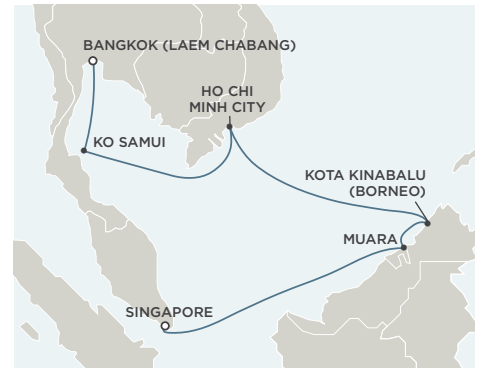 BANGKOK (LAEM CHABANG)
HO CHI
MINH CITY
KO SAMUI
KOTA KINABALU
(BORNEO)
MUARA
SINGAPORE